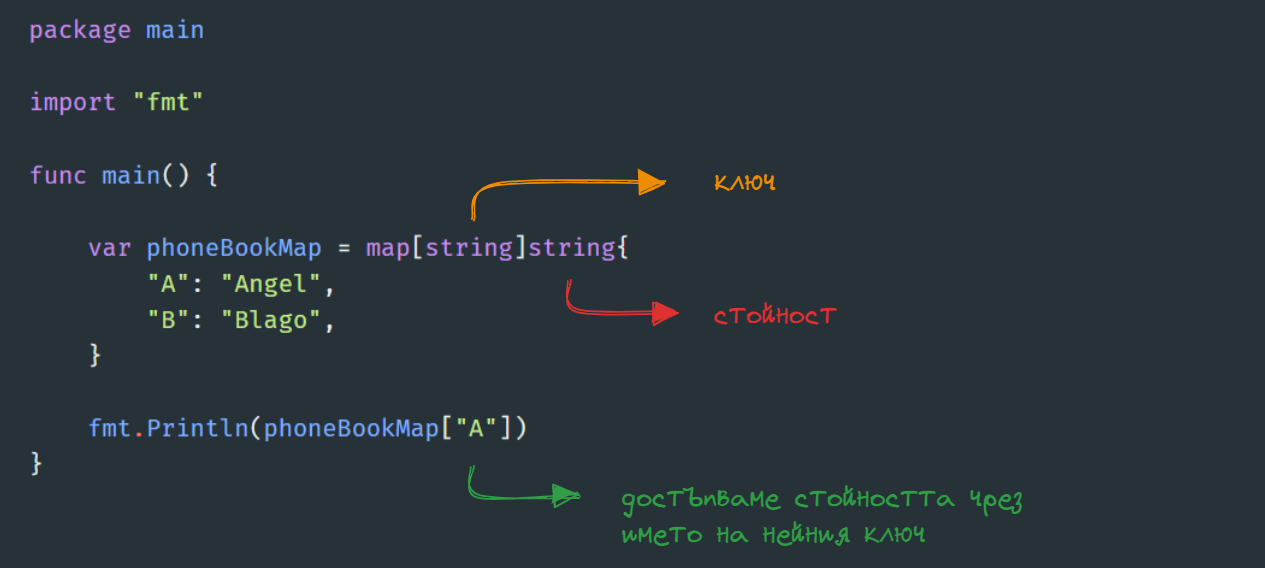 package main
import "fmt"
func main() {
ключ
var phoneBookMap = map[string]string{
"A": "Angel",
стойност
"B": "Blago",
}
fmt.Println(phoneBookMap["A"])
}
достъпваме стойността чрез
името на нейния ключ